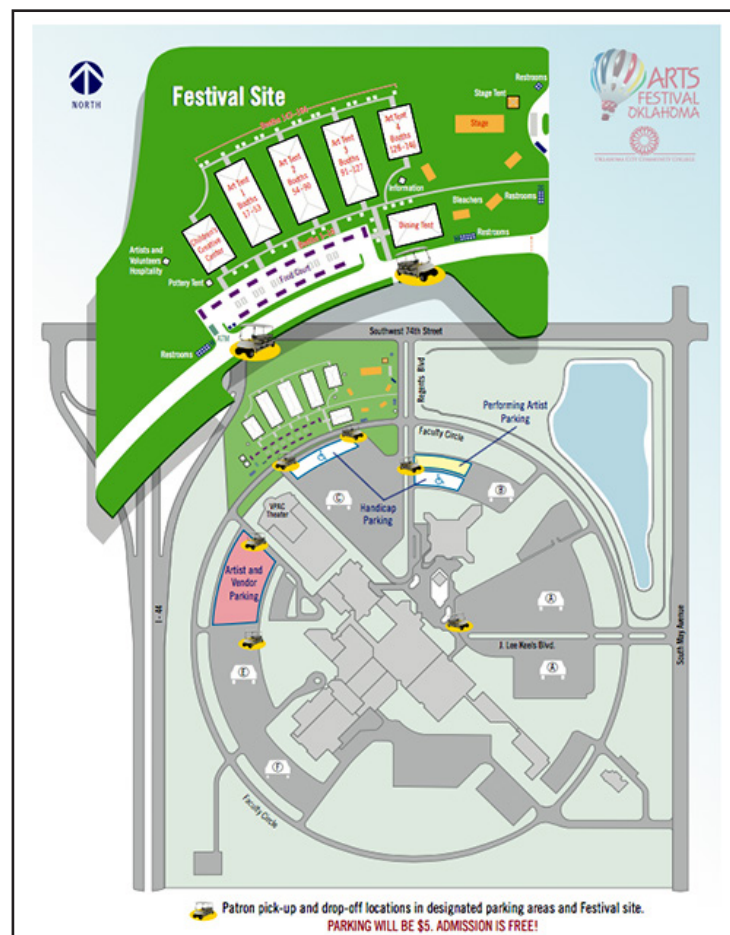 NORTH
Festival Site
ARTS
FESTIVAL
OKLAHOMA
OKLAHOMA CITY COMMUNITY COLLEGE
Restrooms
Stage Tent
Stage
Art Tent
4
Booths
128-146
Art Tent
3
Booths
91-127
Art Tent
2
Booths
54-90
Art Tent
1
Booths
17-53
Information
Bleachers
Restrooms
Children's
Creative
Center
Dining Tent
Restrooms
Artists and
Volunteers
Hospitality
Pottery Tent
Food Court
ATM
Restrooms
Southwest 74th Street
Regents Blvd
Performing Artist
Parking
Faculty Circle
VPAC
Theater
C
Handicap
Parking
B
Artist and
Vendor
Parking
A
I - 44
J. Lee Keels Blvd.
South May Avenue
E
A
F
Faculty Circle
Patron pick-up and drop-off locations in designated parking areas and Festival site.
PARKING WILL BE $5. ADMISSION IS FREE!